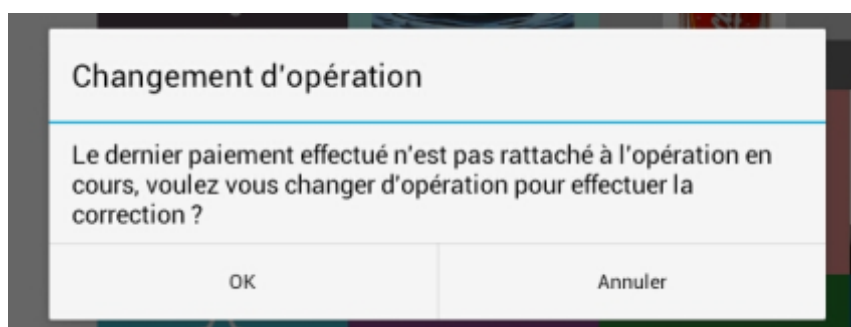 Changement d'opération
Le dernier paiement effectué n'est pas rattaché à l'opération en
cours, voulez vous changer d'opération pour effectuer la
correction ?
OK
Annuler